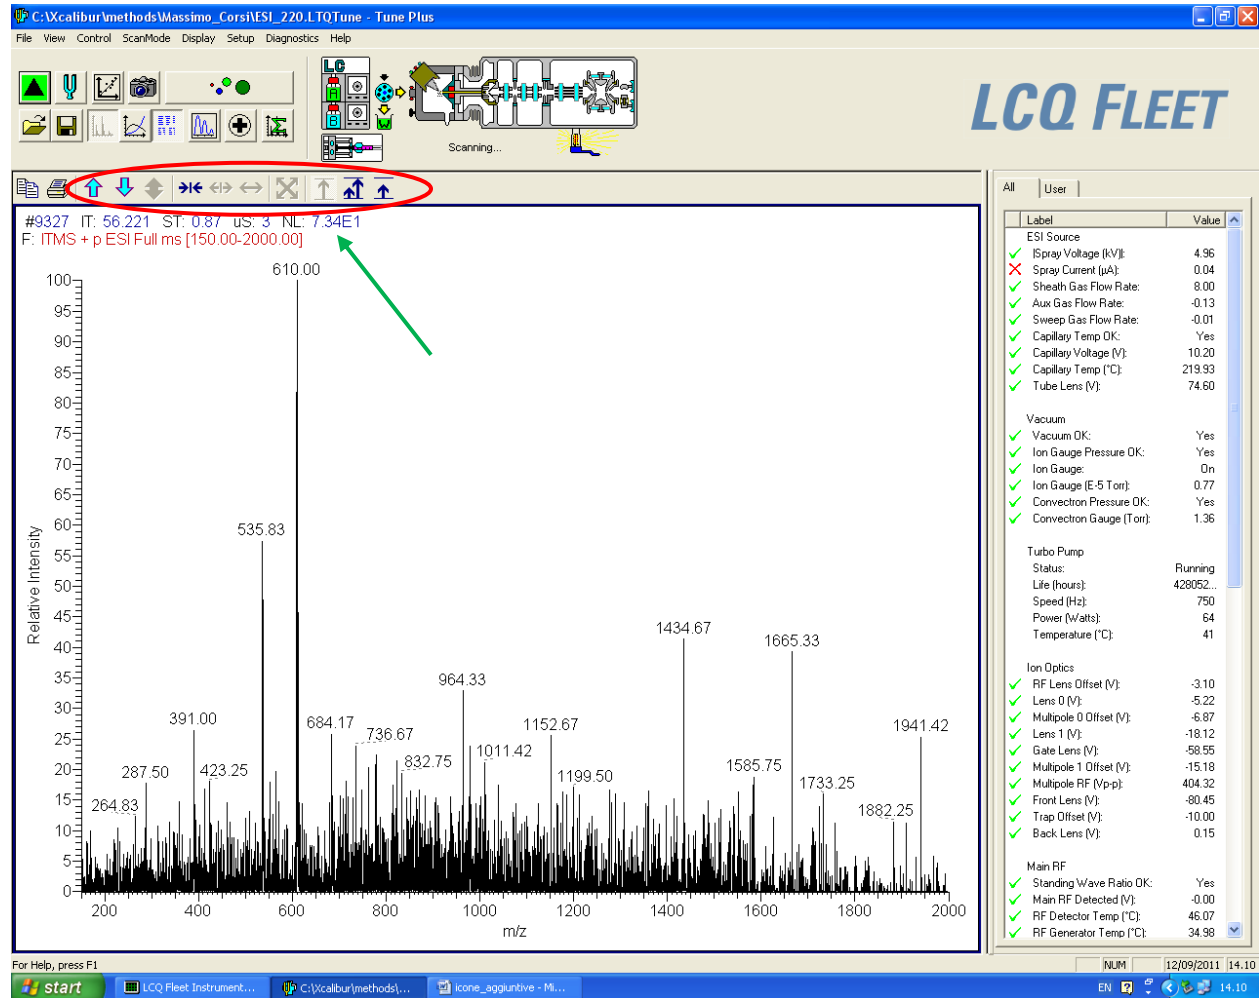 C:\Xcalibur\methods\Massimo_Corsi\ESI_220.LTQTune - Tune Plus
File View Control ScanMode Display Setup Diagnostics Help
LC
A
B
W
Scanning...
LCQ FLEET
#9327 IT: 56.221 ST: 0.87 uS: 3 NL: 7.34E1
F: ITMS + p ESI Full ms [150.00-2000.00]
610.00
535.83
1434.67
1665.33
964.33
391.00
684.17
736.67
1152.67
1941.42
1011.42
832.75
287.50
423.25
1199.50
1585.75
1733.25
264.83
1882.25
100
95
90
85
80
75
70
65
60
55
50
45
40
35
30
25
20
15
10
5
0
Relative Intensity
200 400 600 800 1000 1200 1400 1600 1800 2000
m/z
All User
Label Value
ESI Source
|Spray Voltage (kV)|: 4.96
Spray Current (µA): 0.04
Sheath Gas Flow Rate: 8.00
Aux Gas Flow Rate: -0.13
Sweep Gas Flow Rate: -0.01
Capillary Temp OK: Yes
Capillary Voltage (V): 10.20
Capillary Temp (°C): 219.93
Tube Lens (V): 74.60
Vacuum
Vacuum OK: Yes
Ion Gauge Pressure OK: Yes
Ion Gauge: On
Ion Gauge (E-5 Torr): 0.77
Convectron Pressure OK: Yes
Convectron Gauge (Torr): 1.36
Turbo Pump
Status: Running
Life (hours): 428052...
Speed (Hz): 750
Power (Watts): 64
Temperature (°C): 41
Ion Optics
RF Lens Offset (V): -3.10
Lens 0 (V): -5.22
Multipole 0 Offset (V): -6.87
Lens 1 (V): -18.12
Gate Lens (V): -58.55
Multipole 1 Offset (V): -15.18
Multipole RF (Vp-p): 404.32
Front Lens (V): -80.45
Trap Offset (V): -10.00
Back Lens (V): 0.15
Main RF
Standing Wave Ratio OK: Yes
Main RF Detected (V): -0.00
RF Detector Temp (°C): 46.07
RF Generator Temp (°C): 34.98
For Help, press F1
NUM 12/09/2011 14.10
start LCQ Fleet Instrument... C:\Xcalibur\methods\... icone_aggiuntive - Mi... EN 14.10